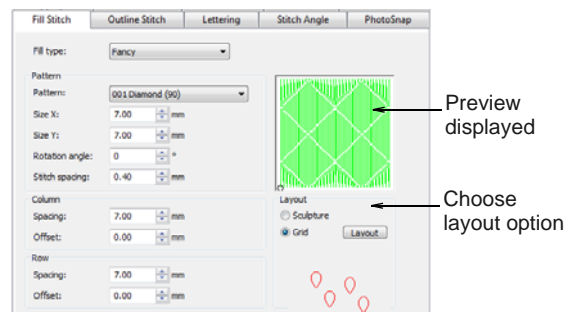 Fill Stitch Outline Stitch Lettering Stitch Angle PhotoSnap
Fill type: Fancy
Pattern
Pattern: 001 Diamond (90)
Size X: 7.00 mm
Size Y: 7.00 mm
Rotation angle: 0 °
Stitch spacing: 0.40 mm
Preview
displayed
Column
Spacing: 7.00 mm
Offset: 0.00 mm
Row
Spacing: 7.00 mm
Offset: 0.00 mm
Layout
Sculpture
Grid Layout
Choose
layout option